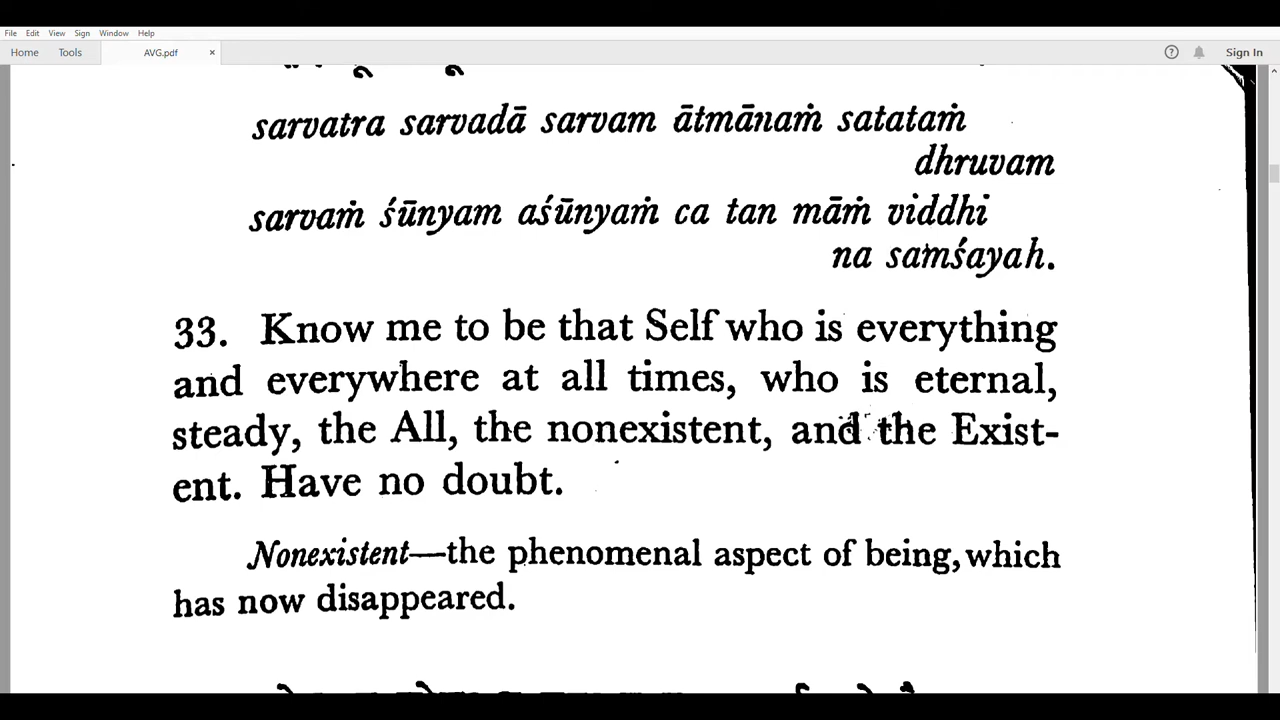 File Edit View Sign Window Help
Home Tools AVG.pdf × Sign In
sarvatra sarvadā sarvam ātmānaṁ satataṁ
dhruvam
sarvaṁ śūnyam aśūnyaṁ ca tan māṁ viddhi
na saṁśayah.
33. Know me to be that Self who is everything
and everywhere at all times, who is eternal,
steady, the All, the nonexistent, and the Exist-
ent. Have no doubt.
Nonexistent—the phenomenal aspect of being, which
has now disappeared.